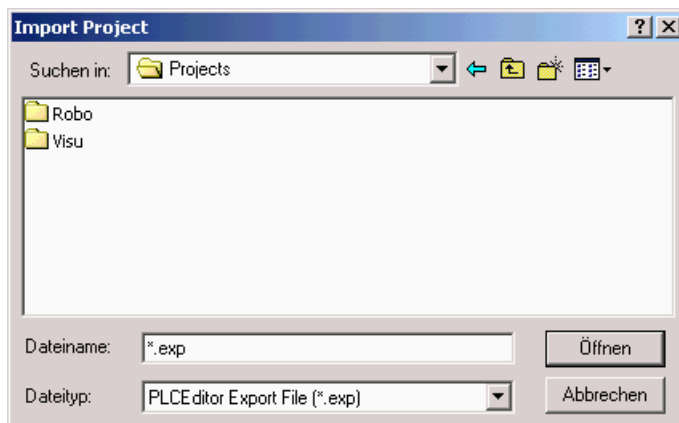 Import Project
Suchen in: Projects
Robo
Visu
Dateiname: *.exp Öffnen
Dateityp: PLCEditor Export File (*.exp) Abbrechen